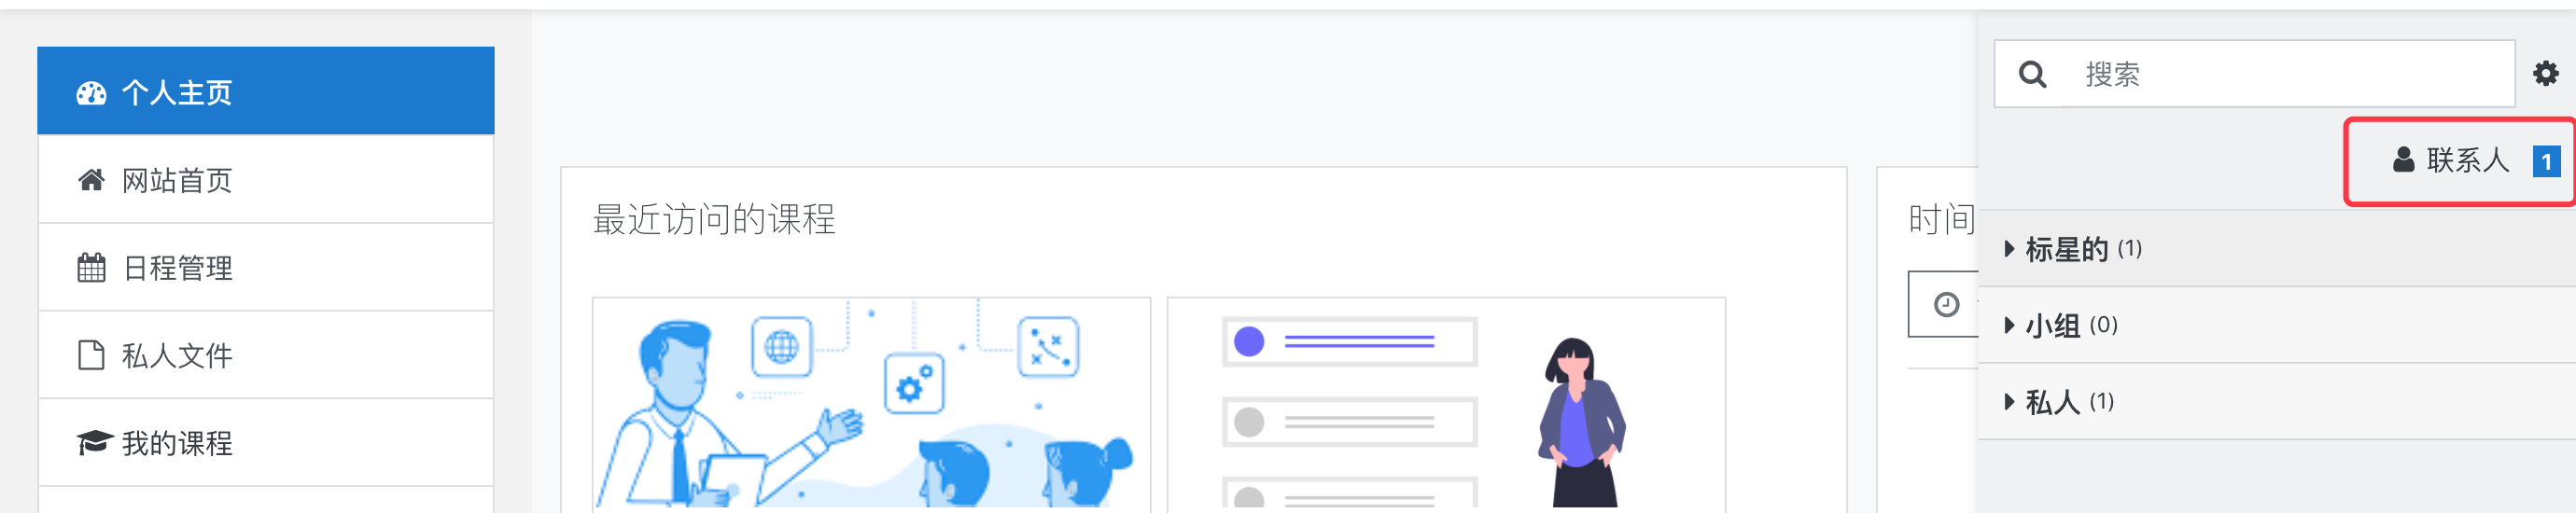 个人主页
网站首页
日程管理
私人文件
我的课程
最近访问的课程
时间
搜索
联系人 1
标星的 (1)
小组 (0)
私人 (1)